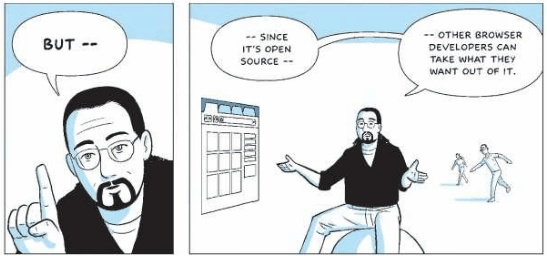 BUT --
-- SINCE
IT'S OPEN
SOURCE --
-- OTHER BROWSER
DEVELOPERS CAN
TAKE WHAT THEY
WANT OUT OF IT.